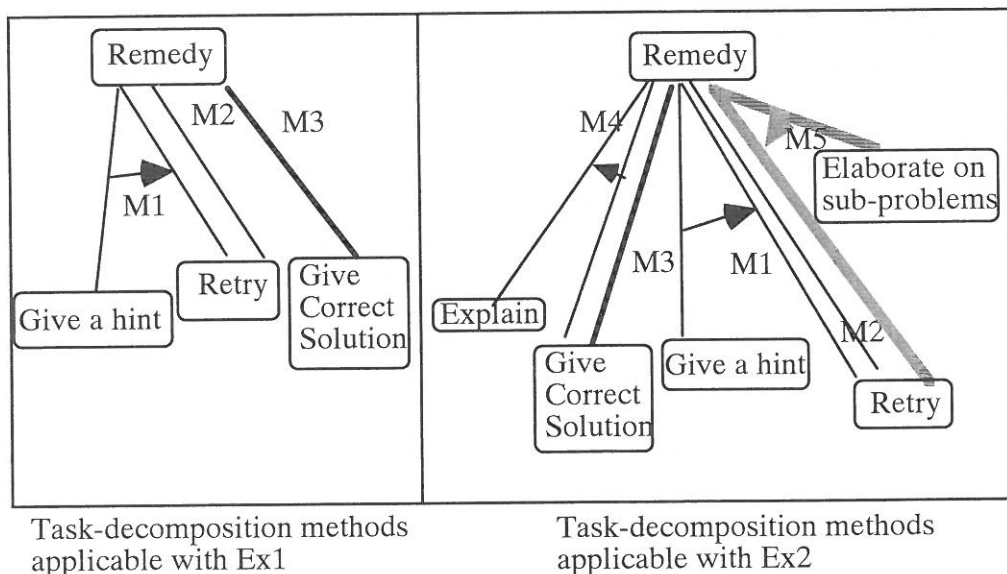 Remedy
M2
M3
M1
Give a hint
Retry
Give
Correct
Solution
Task-decomposition methods
applicable with Ex1
Remedy
M4
M5
Elaborate on
sub-problems
M3
M1
Explain
M2
Give
Correct
Solution
Give a hint
Retry
Task-decomposition methods
applicable with Ex2